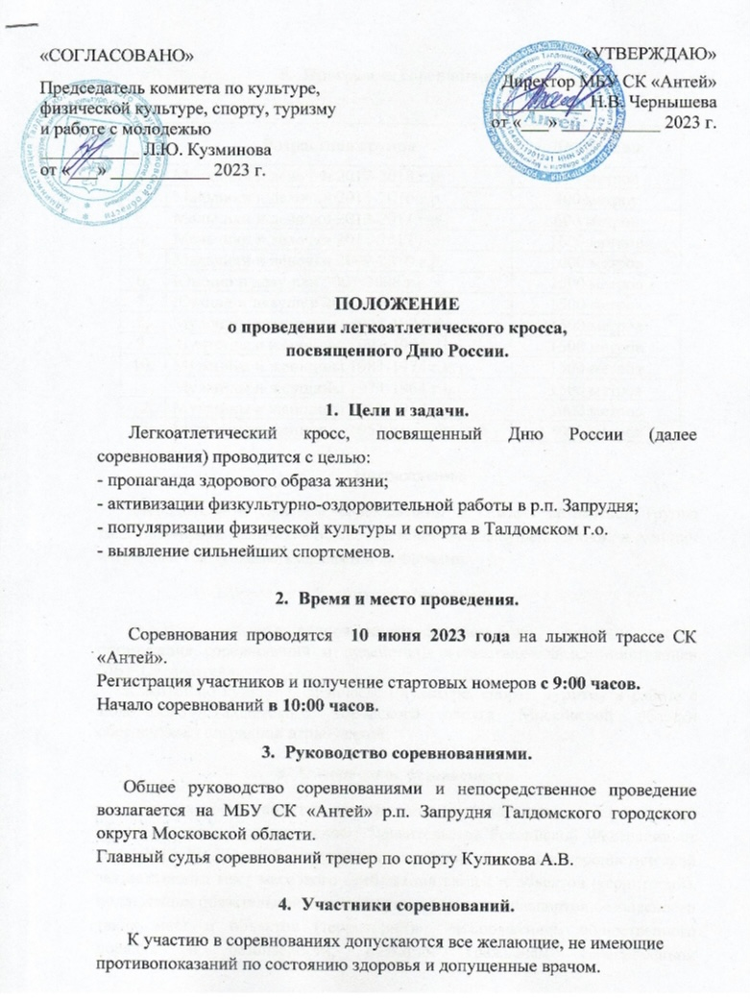 «СОГЛАСОВАНО»
Председатель комитета по культуре,
физической культуре, спорту, туризму
и работе с молодежью
___________ Л.Ю. Кузминова
от «___» ___________ 2023 г.
«УТВЕРЖДАЮ»
Директор МБУ СК «Антей»
___________Н.В. Чернышева
от «___» ___________ 2023 г.
Антей
ПОЛОЖЕНИЕ
о проведении легкоатлетического кросса,
посвященного Дню России.
1. Цели и задачи.
Легкоатлетический кросс, посвященный Дню России (далее
соревнования) проводится с целью:
- пропаганда здорового образа жизни;
- активизации физкультурно-оздоровительной работы в р.п. Запрудня;
- популяризации физической культуры и спорта в Талдомском г.о.
- выявление сильнейших спортсменов.
2. Время и место проведения.
Соревнования проводятся 10 июня 2023 года на лыжной трассе СК
«Антей».
Регистрация участников и получение стартовых номеров с 9:00 часов.
Начало соревнований в 10:00 часов.
3. Руководство соревнованиями.
Общее руководство соревнованиями и непосредственное проведение
возлагается на МБУ СК «Антей» р.п. Запрудня Талдомского городского
округа Московской области.
Главный судья соревнований тренер по спорту Куликова А.В.
4. Участники соревнований.
К участию в соревнованиях допускаются все желающие, не имеющие
противопоказаний по состоянию здоровья и допущенные врачом.